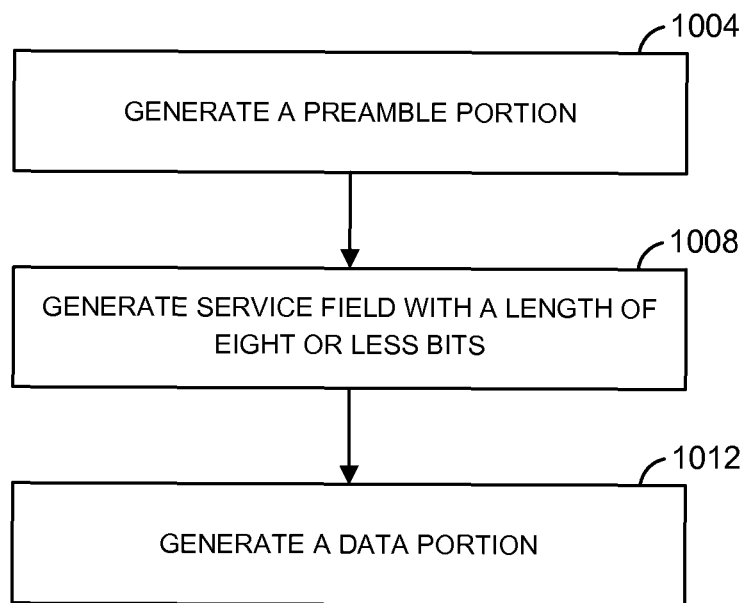 1004
GENERATE A PREAMBLE PORTION
1008
GENERATE SERVICE FIELD WITH A LENGTH OF
EIGHT OR LESS BITS
1012
GENERATE A DATA PORTION